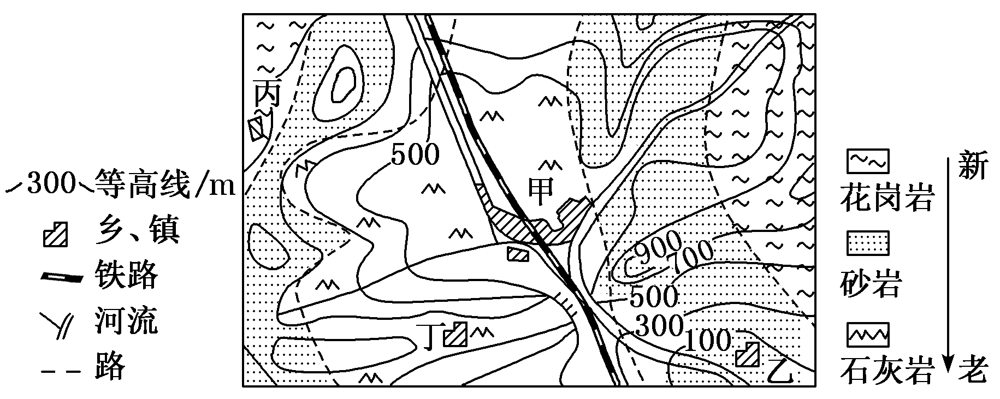 丙
500
甲
900
700
500
300
100
丁
乙
300 等高线/m
乡、镇
铁路
河流
路
花岗岩
砂岩
石灰岩
新
老